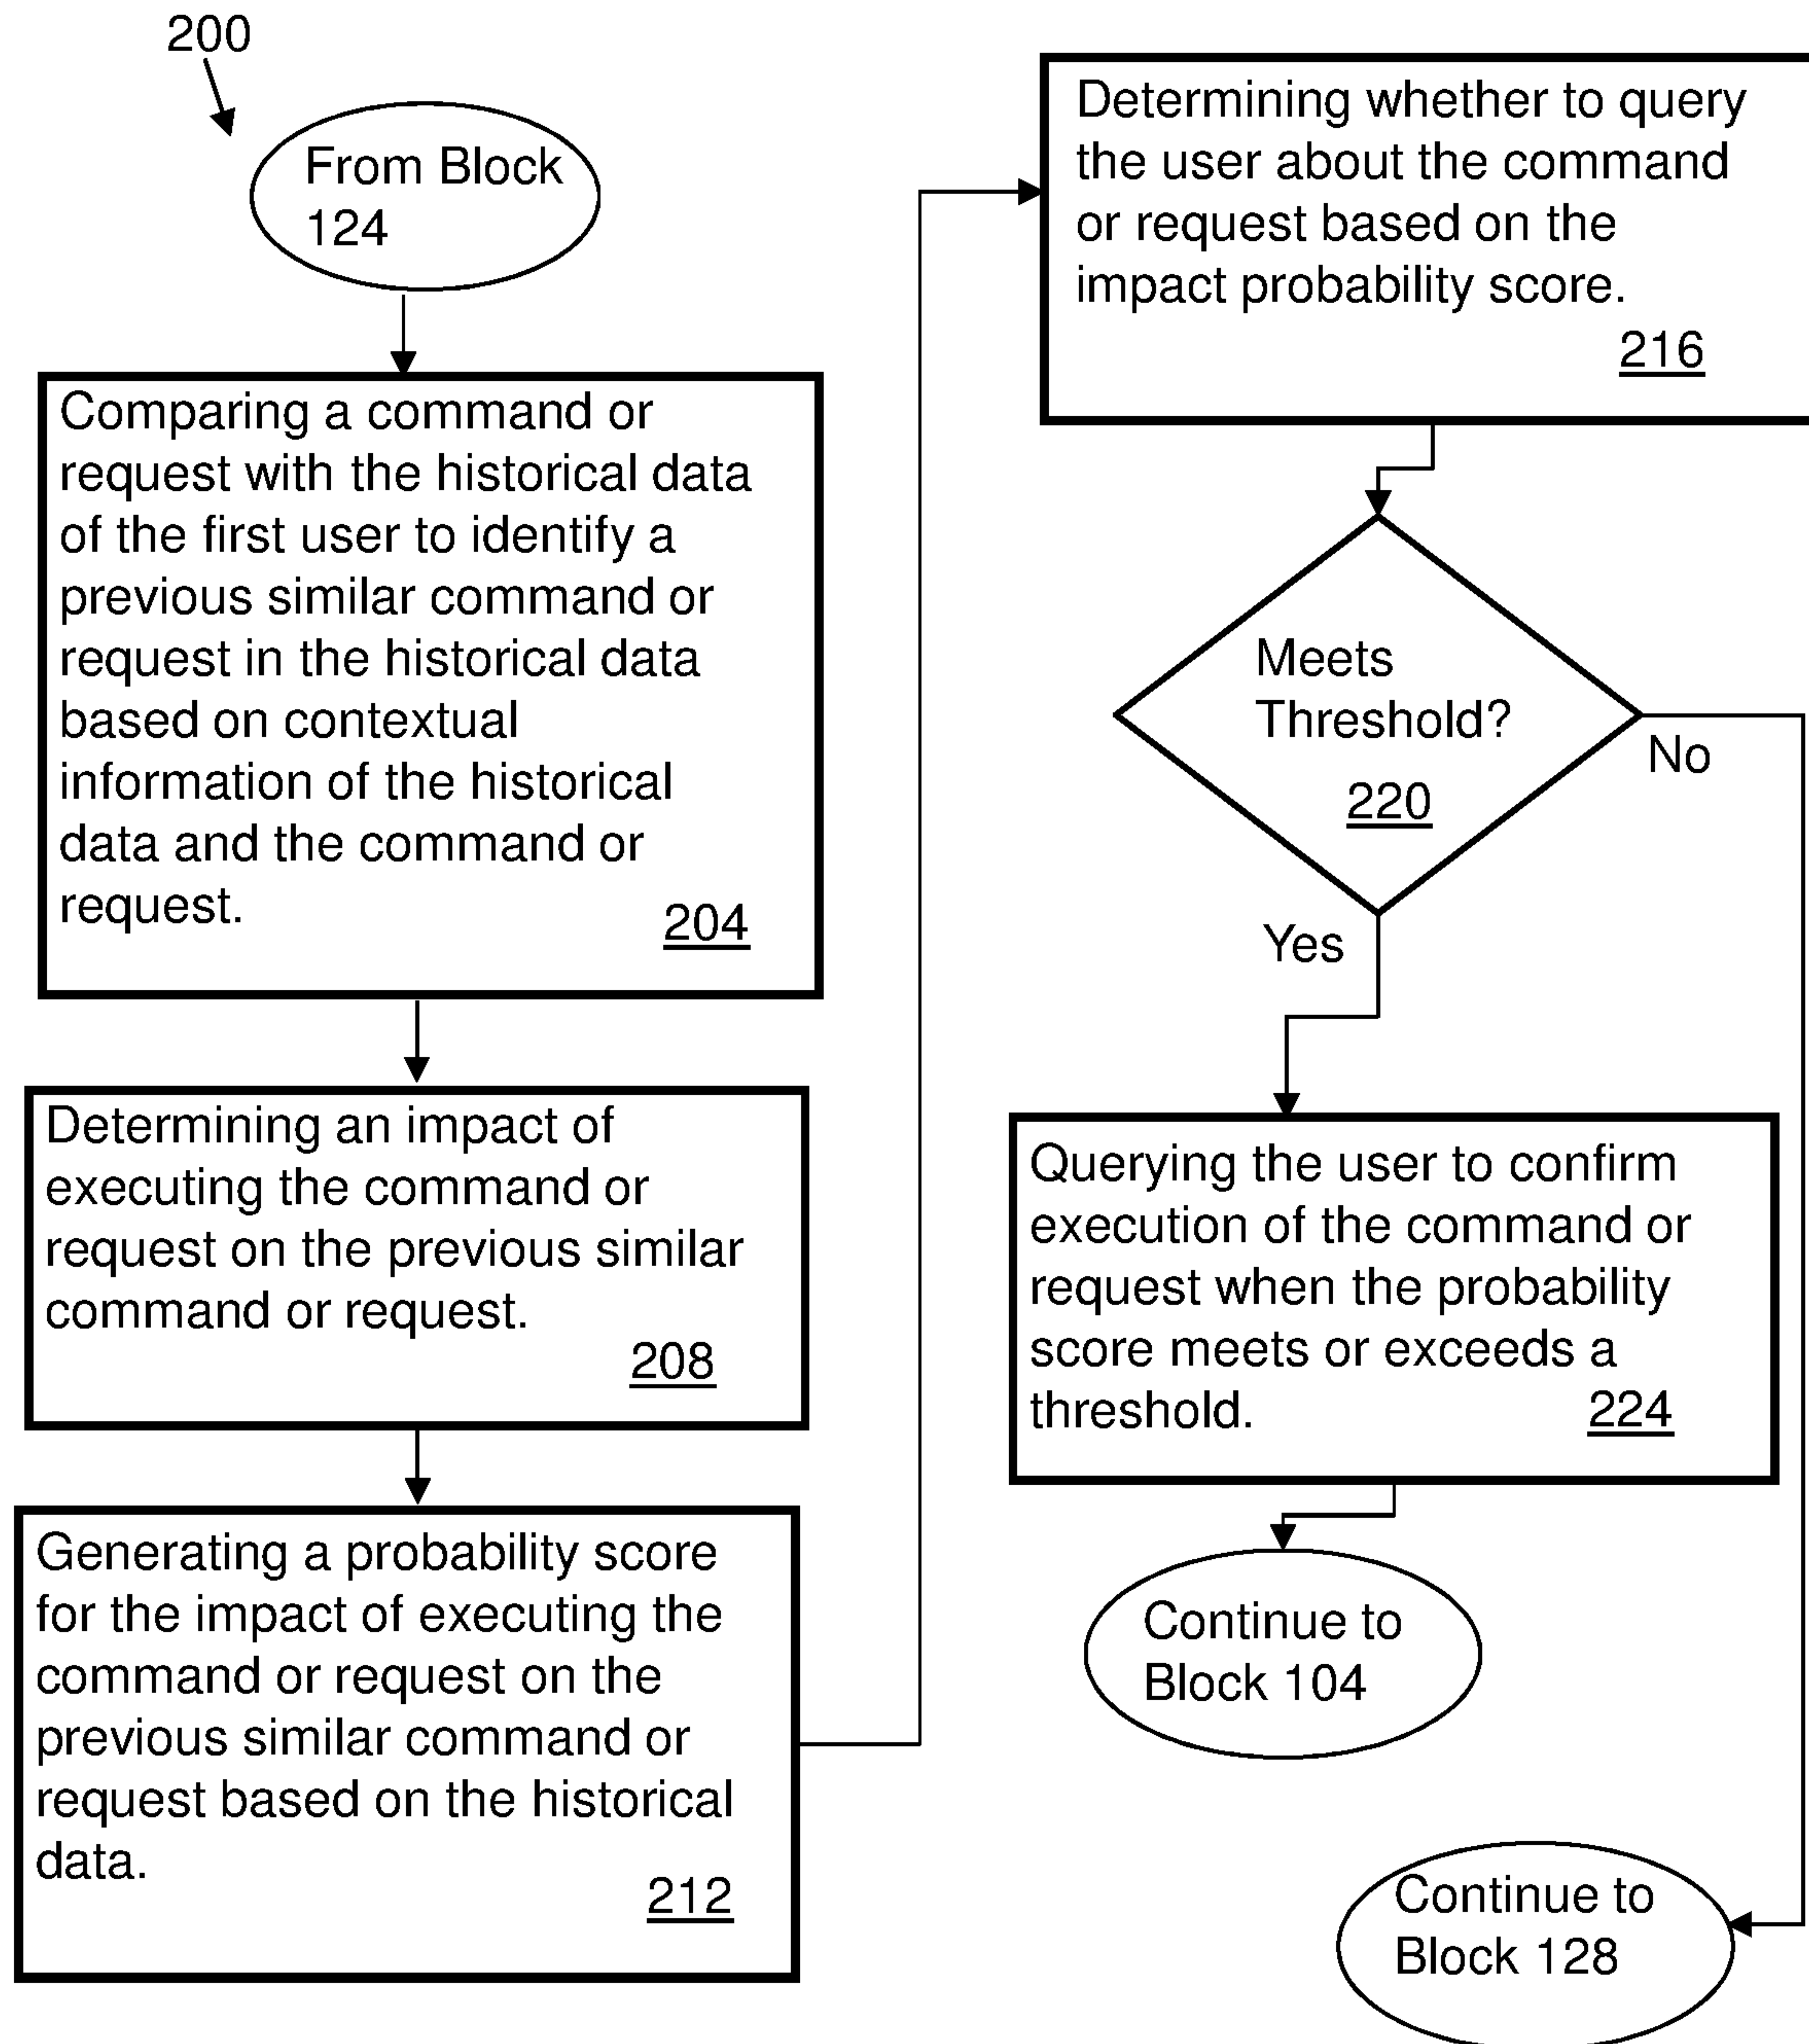 200
From Block
124
Comparing a command or
request with the historical data
of the first user to identify a
previous similar command or
request in the historical data
based on contextual
information of the historical
data and the command or
request.
204
Determining an impact of
executing the command or
request on the previous similar
command or request.
208
Generating a probability score
for the impact of executing the
command or request on the
previous similar command or
request based on the historical
data.
212
Determining whether to query
the user about the command
or request based on the
impact probability score.
216
Meets
Threshold?
220
No
Yes
Querying the user to confirm
execution of the command or
request when the probability
score meets or exceeds a
threshold.
224
Continue to
Block 104
Continue to
Block 128